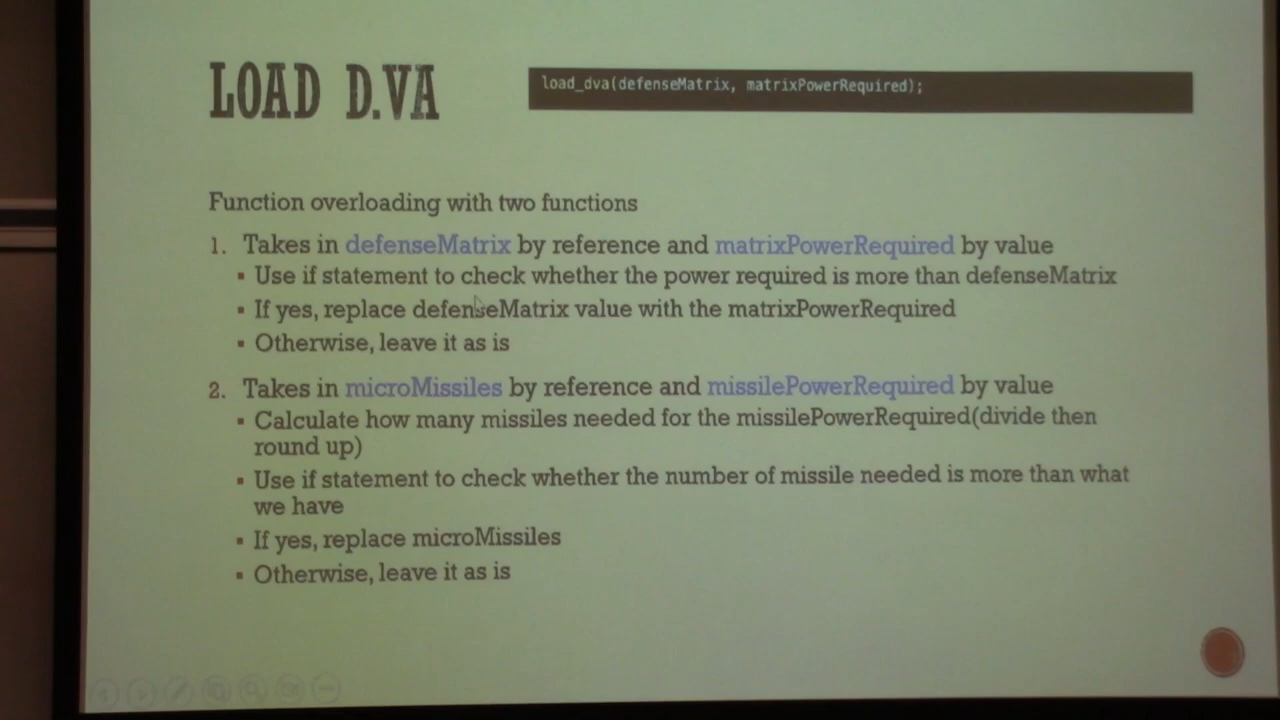 LOAD D.VA
load_dva(defenseMatrix, matrixPowerRequired);
Function overloading with two functions
1. Takes in defenseMatrix by reference and matrixPowerRequired by value
▪ Use if statement to check whether the power required is more than defenseMatrix
▪ If yes, replace defenseMatrix value with the matrixPowerRequired
▪ Otherwise, leave it as is
2. Takes in microMissiles by reference and missilePowerRequired by value
▪ Calculate how many missiles needed for the missilePowerRequired(divide then
round up)
▪ Use if statement to check whether the number of missile needed is more than what
we have
▪ If yes, replace microMissiles
▪ Otherwise, leave it as is